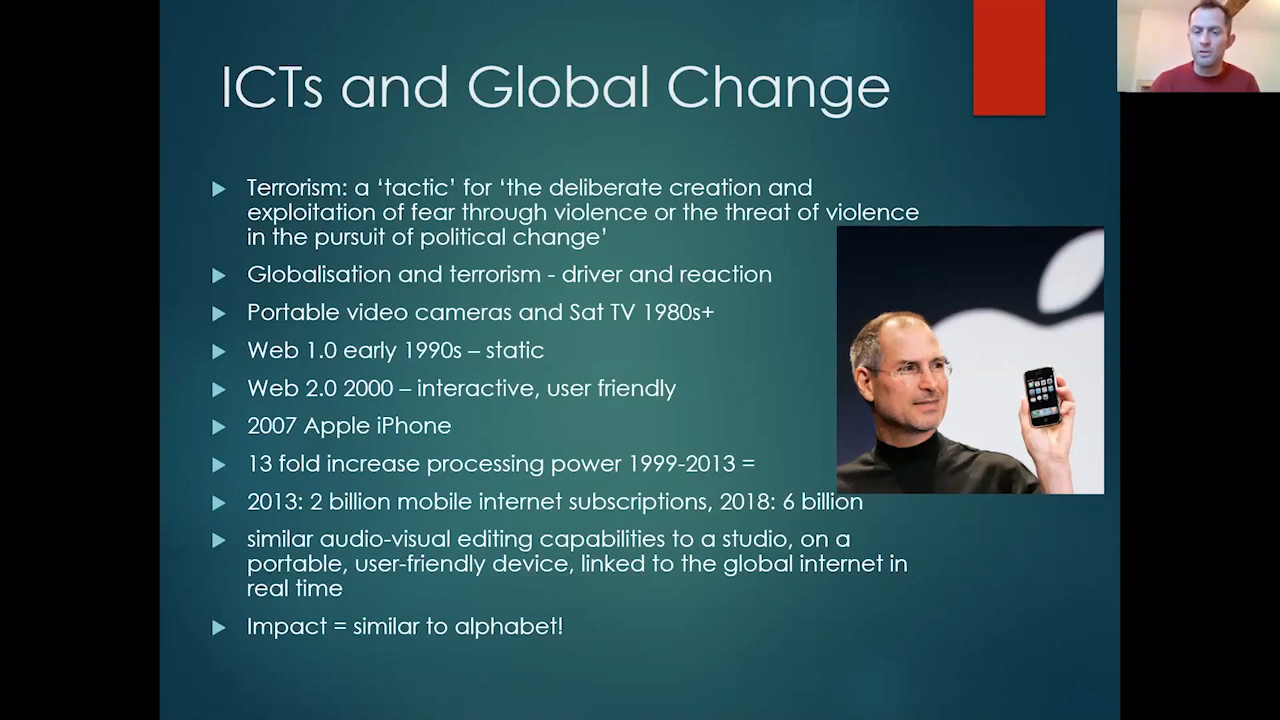 ICTs and Global Change
Terrorism: a ‘tactic’ for ‘the deliberate creation and
exploitation of fear through violence or the threat of violence
in the pursuit of political change’
Globalisation and terrorism - driver and reaction
Portable video cameras and Sat TV 1980s+
Web 1.0 early 1990s – static
Web 2.0 2000 – interactive, user friendly
2007 Apple iPhone
13 fold increase processing power 1999-2013 =
2013: 2 billion mobile internet subscriptions, 2018: 6 billion
similar audio-visual editing capabilities to a studio, on a
portable, user-friendly device, linked to the global internet in
real time
Impact = similar to alphabet!